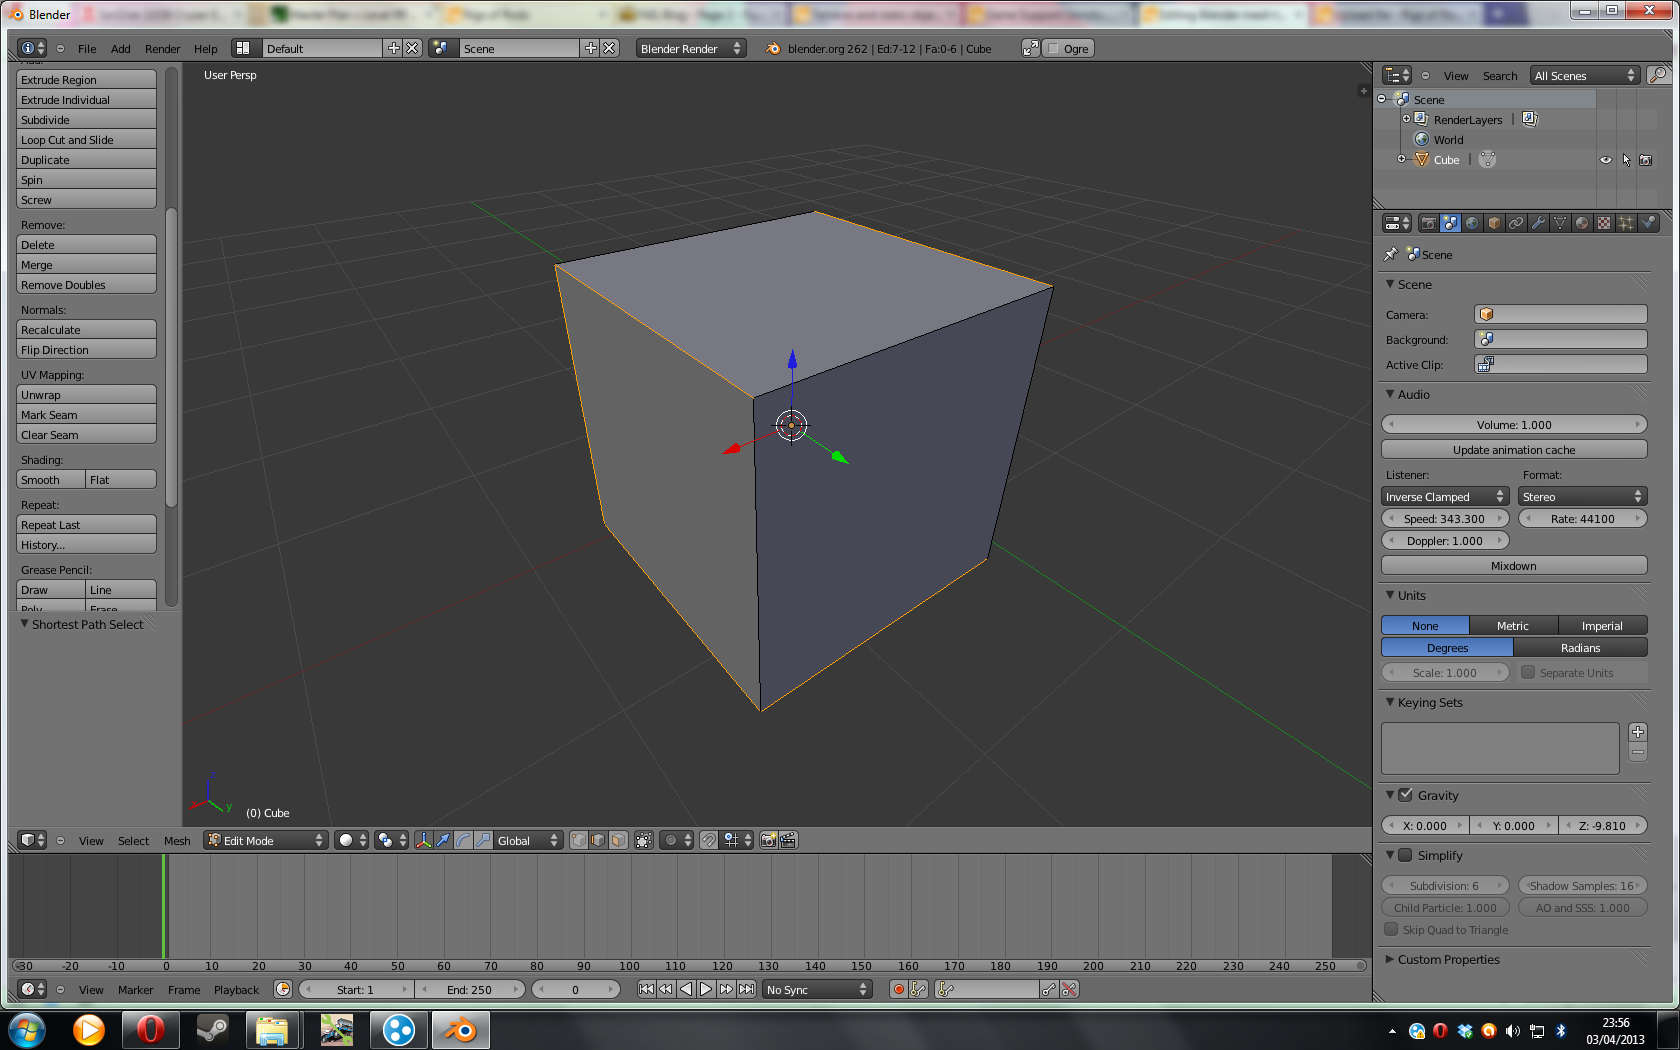 Blender
File Add Render Help Default Scene Blender Render blender.org 262 | Ed:7-12 | Fa:0-6 | Cube Ogre
User Persp
Extrude Region
Extrude Individual
Subdivide
Loop Cut and Slide
Duplicate
Spin
Screw
Remove:
Delete
Merge
Remove Doubles
Normals:
Recalculate
Flip Direction
UV Mapping:
Unwrap
Mark Seam
Clear Seam
Shading:
Smooth Flat
Repeat:
Repeat Last
History...
Grease Pencil:
Draw Line
Poly Erase
Shortest Path Select
z
y
(0) Cube
View Select Mesh Edit Mode Global
-30 -20 -10 0 10 20 30 40 50 60 70 80 90 100 110 120 130 140 150 160 170 180 190 200 210 220 230 240 250
View Marker Frame Playback Start: 1 End: 250 0 No Sync
View Search All Scenes
Scene
RenderLayers |
World
Cube |
Scene
Scene
Camera:
Background:
Active Clip:
Audio
Volume: 1.000
Update animation cache
Listener: Format:
Inverse Clamped Stereo
Speed: 343.300 Rate: 44100
Doppler: 1.000
Mixdown
Units
None Metric Imperial
Degrees Radians
Scale: 1.000 Separate Units
Keying Sets
Gravity
X: 0.000 Y: 0.000 Z: -9.810
Simplify
Subdivision: 6 Shadow Samples: 16
Child Particle: 1.000 AO and SSS: 1.000
Skip Quad to Triangle
Custom Properties
23:56
03/04/2013